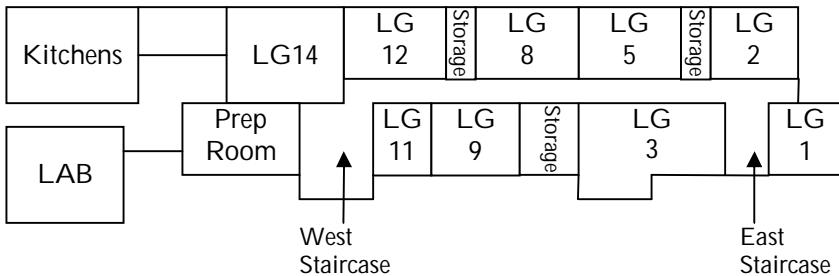 Kitchens
LG14
LG
12
Storage
LG
8
LG
5
Storage
LG
2
LAB
Prep
Room
LG
11
LG
9
Storage
LG
3
LG
1
West
Staircase
East
Staircase